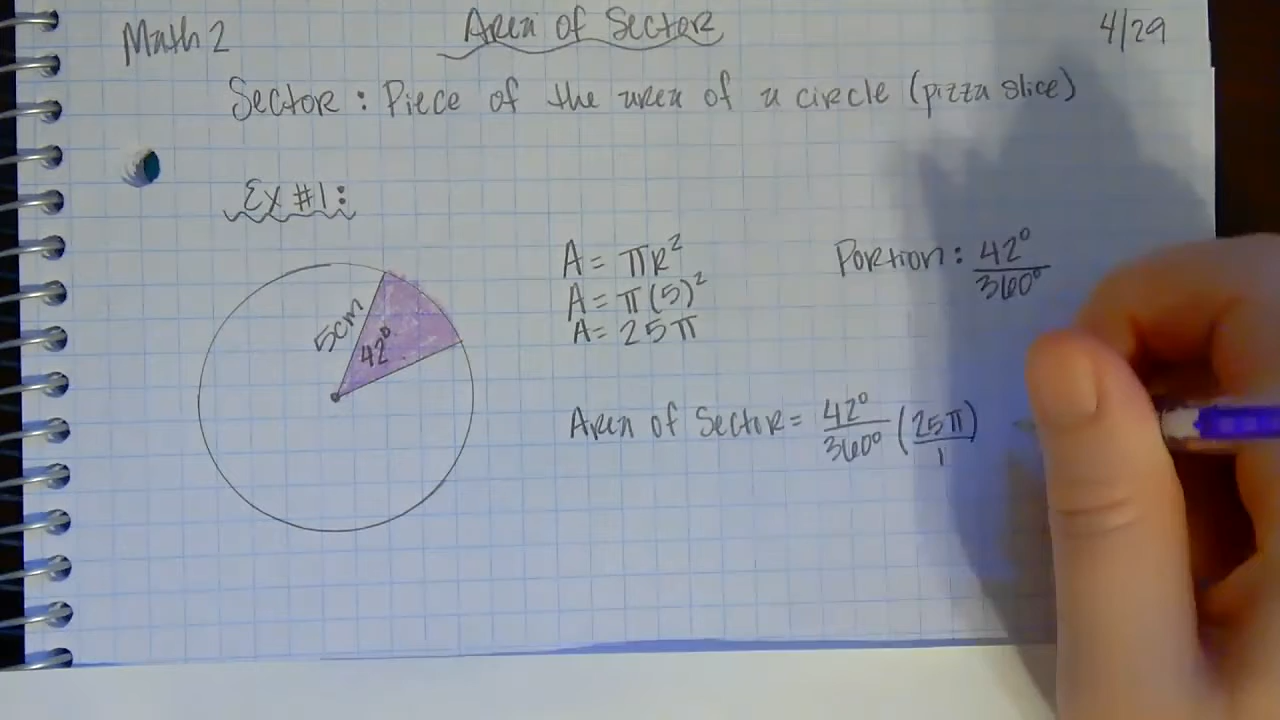 Math 2
Area of Sector
4/29
Sector: Piece of the area of a circle (pizza slice)
Ex #1:
5cm
42°
A = πr²
A = π(5)²
A = 25π
Portion: 42°/360°
Area of Sector = 42°/360° (25π/1)